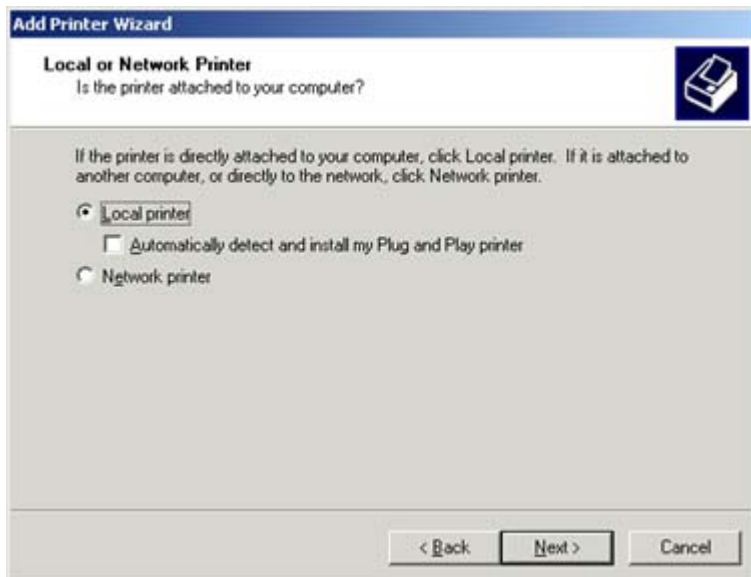 Add Printer Wizard
Local or Network Printer
Is the printer attached to your computer?
If the printer is directly attached to your computer, click Local printer. If it is attached to
another computer, or directly to the network, click Network printer.
Local printer
Automatically detect and install my Plug and Play printer
Network printer
< Back Next > Cancel